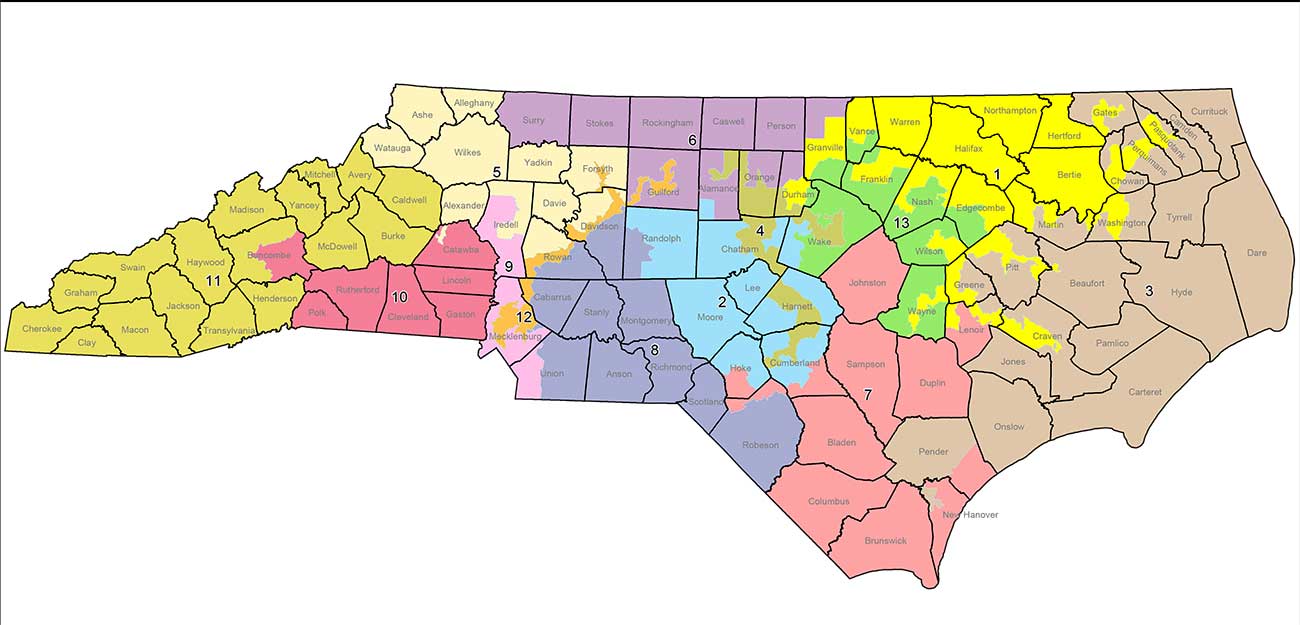 Alleghany
Ashe
Surry
Stokes
Rockingham
Caswell
Person
Vance
Warren
Northampton
Gates
Currituck
Camden
Pasquotank
Perquimans
Hertford
Halifax
Granville
6
Watauga
Wilkes
Yadkin
Forsyth
5
1
Mitchell
Avery
Caldwell
Alexander
Davie
Guilford
Alamance
Orange
Durham
Franklin
Bertie
Chowan
Madison
Yancey
Burke
Iredell
Davidson
Randolph
4
Nash
Edgecombe
13
Martin
Washington
Tyrrell
Dare
McDowell
Buncombe
Catawba
Rowan
Chatham
Wake
Wilson
Swain
Haywood
9
Pitt
Graham
11
Lincoln
Johnston
Greene
Beaufort
3
Hyde
Jackson
Henderson
Rutherford
10
Cabarrus
Lee
Harnett
Cherokee
Macon
Transylvania
Polk
Cleveland
Gaston
12
Stanly
Montgomery
Moore
2
Wayne
Lenoir
Craven
Clay
Mecklenburg
8
Pamlico
Union
Anson
Richmond
Hoke
Cumberland
Sampson
Duplin
Jones
7
Carteret
Scotland
Onslow
Robeson
Bladen
Pender
Columbus
New Hanover
Brunswick